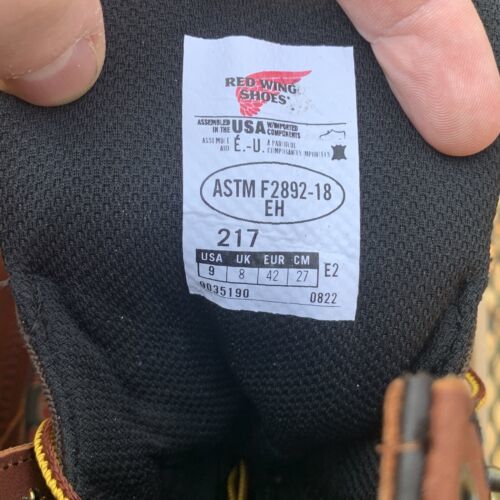 RED WING
SHOES®
ASSEMBLED IN THE USA W/IMPORTED COMPONENTS
ASSEMBLÉ AUX É.-U. À PARTIR DE COMPOSANTS IMPORTÉS
ASTM F2892-18
EH
217
USA UK EUR CM
9 8 42 27 E2
9035190 0822